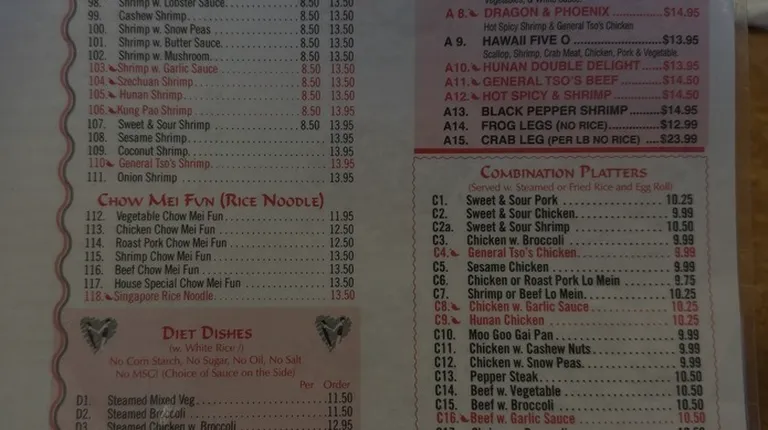 98. Shrimp w. Lobster Sauce 8.50 13.50
99. Cashew Shrimp 8.50 13.50
100. Shrimp w. Snow Peas 8.50 13.50
101. Shrimp w. Butter Sauce 8.50 13.50
102. Shrimp w. Mushroom 8.50 13.50
103. Shrimp w. Garlic Sauce 8.50 13.50
104. Szechuan Shrimp 8.50 13.50
105. Hunan Shrimp 8.50 13.50
106. Kung Pao Shrimp 8.50 13.95
107. Sweet & Sour Shrimp 8.50 13.95
108. Sesame Shrimp 13.95
109. Coconut Shrimp 13.95
110. General Tso's Shrimp 13.95
111. Onion Shrimp 13.95
CHOW MEI FUN (RICE NOODLE)
112. Vegetable Chow Mei Fun 11.95
113. Chicken Chow Mei Fun 12.50
114. Roast Pork Chow Mei Fun 12.50
115. Shrimp Chow Mei Fun 13.50
116. Beef Chow Mei Fun 13.50
117. House Special Chow Mei Fun 13.50
118. Singapore Rice Noodle 13.50
DIET DISHES
(w. White Rice /)
No Corn Starch, No Sugar, No Oil, No Salt
No MSG! (Choice of Sauce on the Side)
Per Order
D1. Steamed Mixed Veg. 11.50
D2. Steamed Broccoli 11.50
D3. Steamed Chicken w. Broccoli 12.95
Vegetables, & White Sauce.
A 8. DRAGON & PHOENIX $14.95
Hot Spicy Shrimp & General Tso's Chicken
A 9. HAWAII FIVE O $13.95
Scallop, Shrimp, Crab Meat, Chicken, Pork & Vegetable
A10. HUNAN DOUBLE DELIGHT $13.95
A11. GENERAL TSO'S BEEF $14.50
A12. HOT SPICY & SHRIMP $14.50
A13. BLACK PEPPER SHRIMP $14.95
A14. FROG LEGS (NO RICE) $12.99
A15. CRAB LEG (PER LB NO RICE) $23.99
COMBINATION PLATTERS
(Served w. Steamed or Fried Rice and Egg Roll)
C1. Sweet & Sour Pork 10.25
C2. Sweet & Sour Chicken 9.99
C2a. Sweet & Sour Shrimp 10.50
C3. Chicken w. Broccoli 9.99
C4. General Tso's Chicken 9.99
C5. Sesame Chicken 9.99
C6. Chicken or Roast Pork Lo Mein 9.75
C7. Shrimp or Beef Lo Mein 10.25
C8. Chicken w. Garlic Sauce 10.25
C9. Hunan Chicken 10.25
C10. Moo Goo Gai Pan 9.99
C11. Chicken w. Cashew Nuts 9.99
C12. Chicken w. Snow Peas 9.99
C13. Pepper Steak 10.50
C14. Beef w. Vegetable 10.50
C15. Beef w. Broccoli 10.50
C16. Beef w. Garlic Sauce 10.50